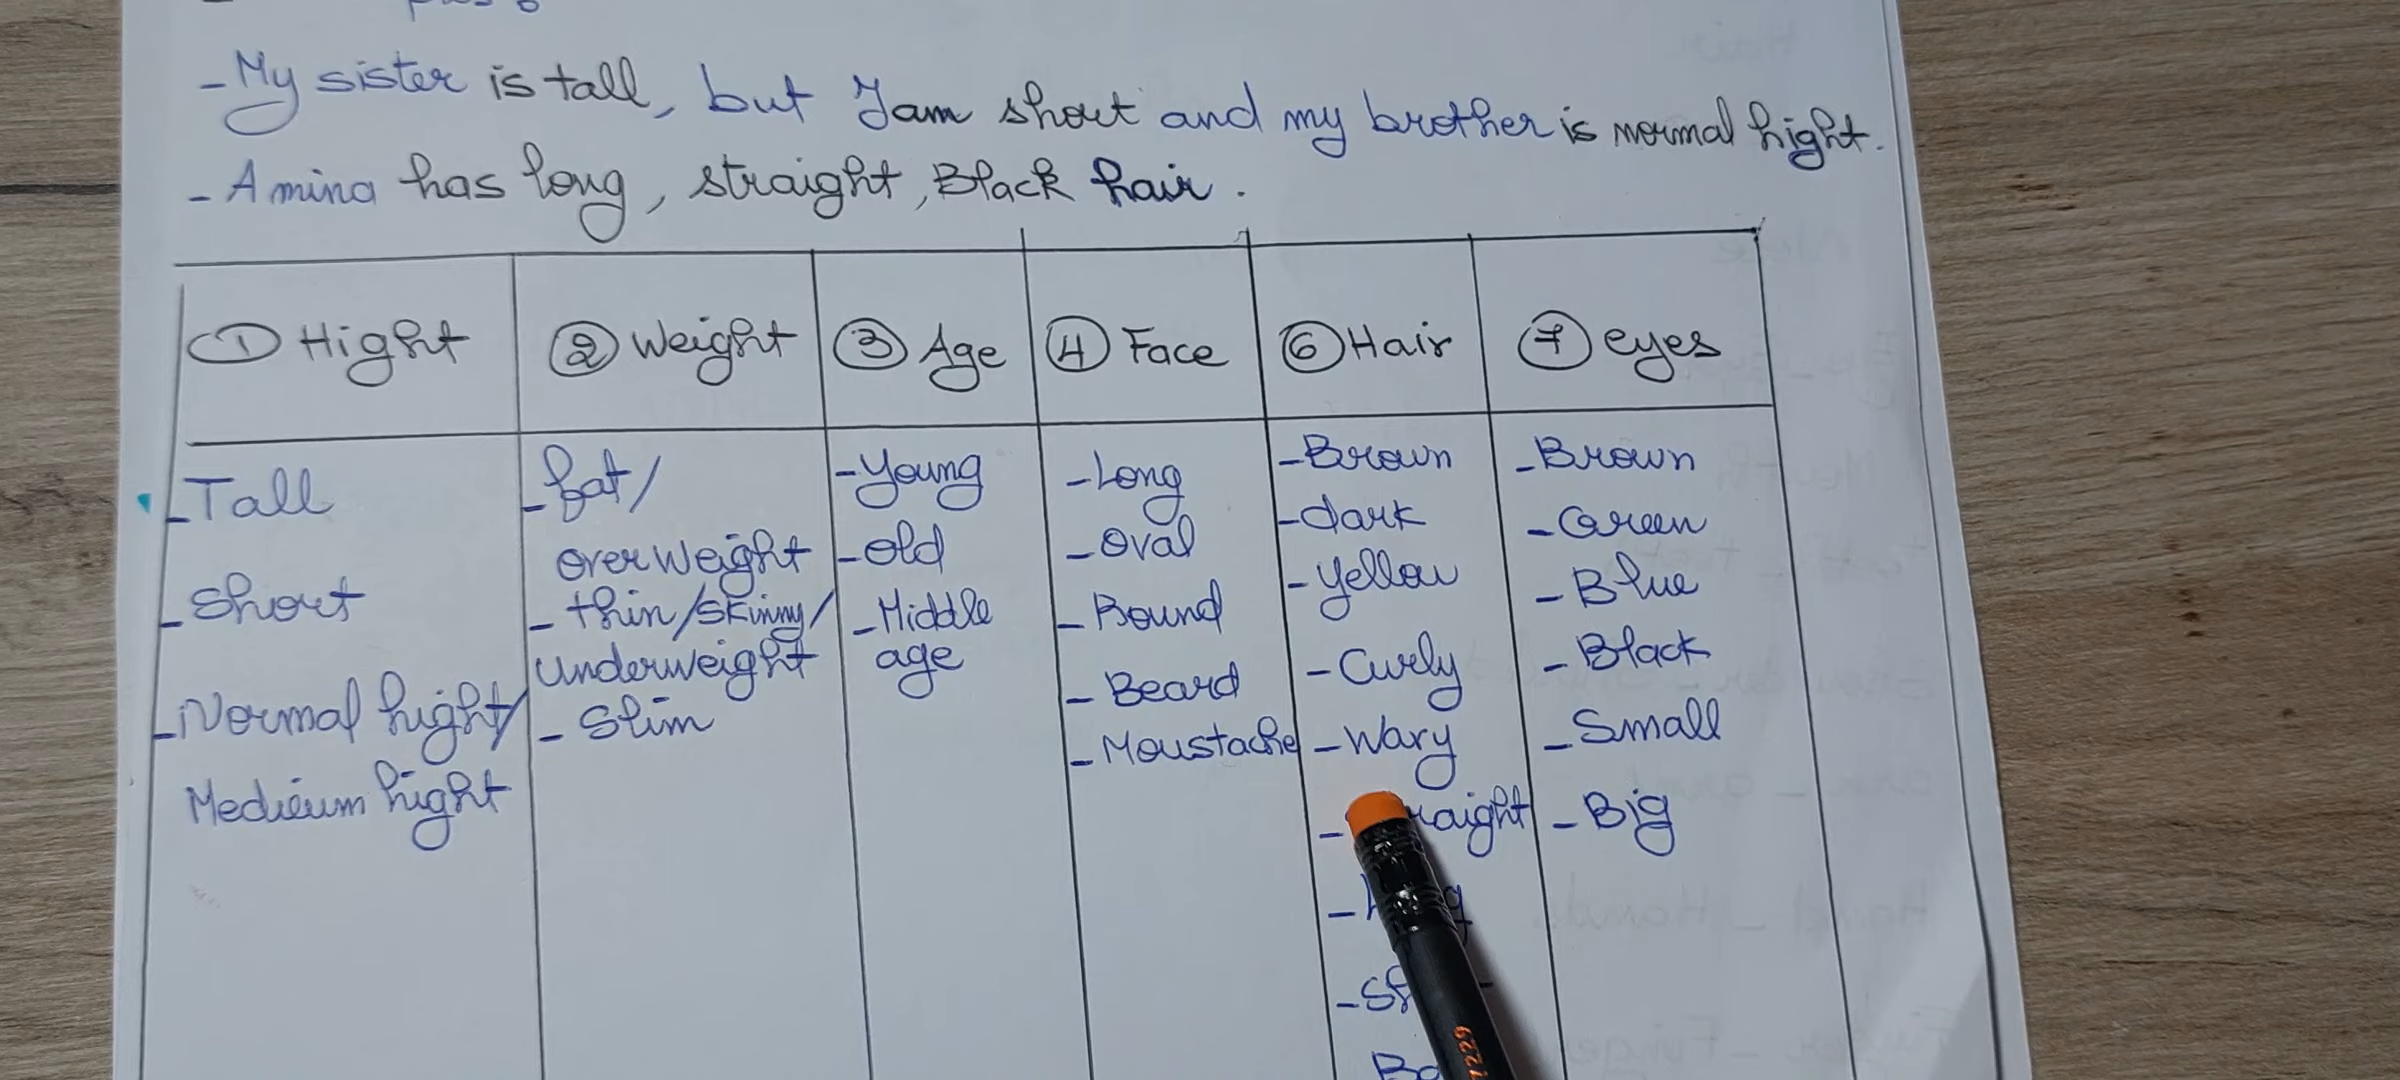 - My sister is tall, but I am short and my brother is normal hight.
- Amina has long, straight, Black hair.
① Hight ② Weight ③ Age ④ Face ⑥ Hair ⑦ eyes
- Tall
- Short
- Normal hight/
Medieum hight
- fat/
overweight
- thin/skinny/
underweight
- Slim
- Young
- Old
- Middle
age
- Long
- Oval
- Round
- Beard
- Moustache
- Brown
- dark
- Yellow
- Curly
- Wavy
- raight
- Brown
- Green
- Blue
- Black
- Small
- Big
7229